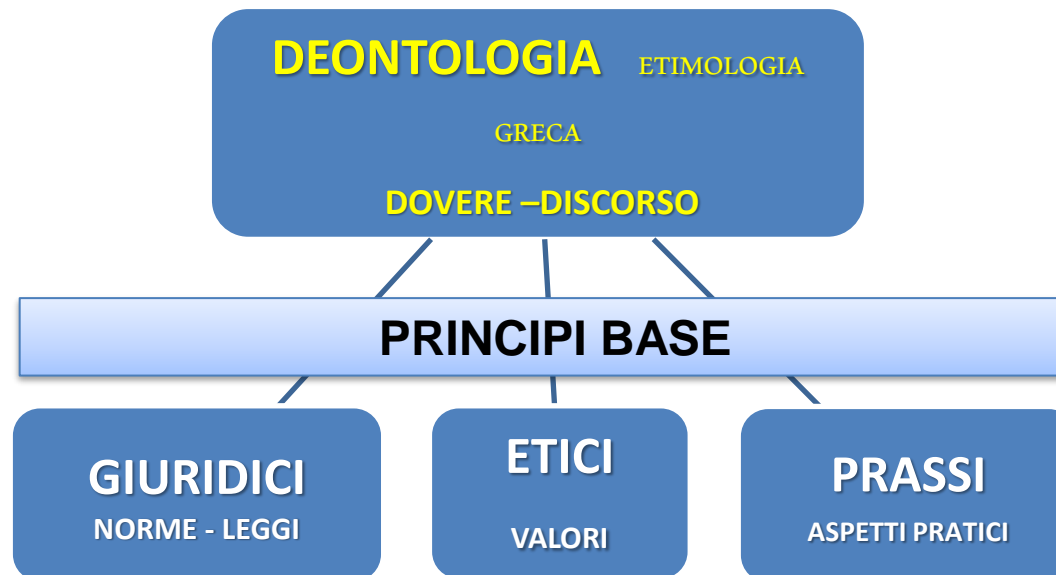 DEONTOLOGIA ETIMOLOGIA
GRECA
DOVERE –DISCORSO
PRINCIPI BASE
GIURIDICI
NORME - LEGGI
ETICI
VALORI
PRASSI
ASPETTI PRATICI